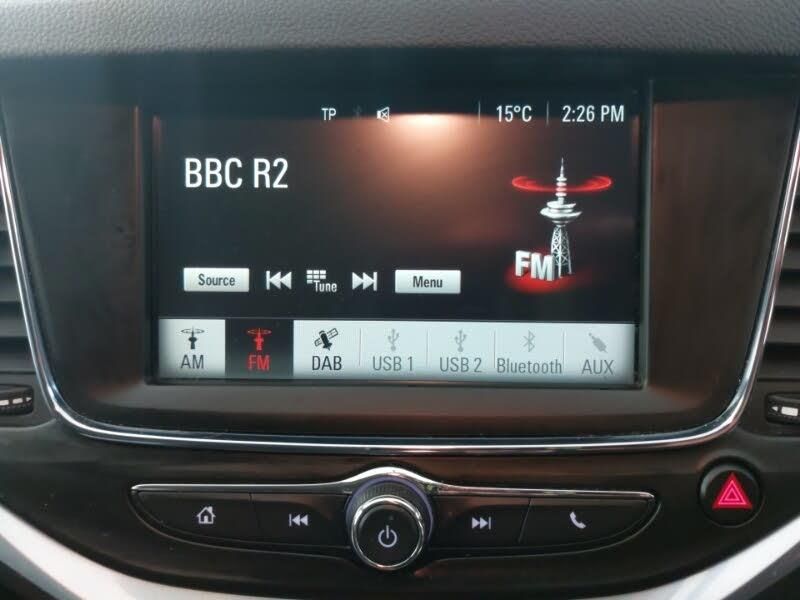 TP 15°C 2:26 PM
BBC R2
FM
Source Tune Menu
AM FM DAB USB 1 USB 2 Bluetooth AUX